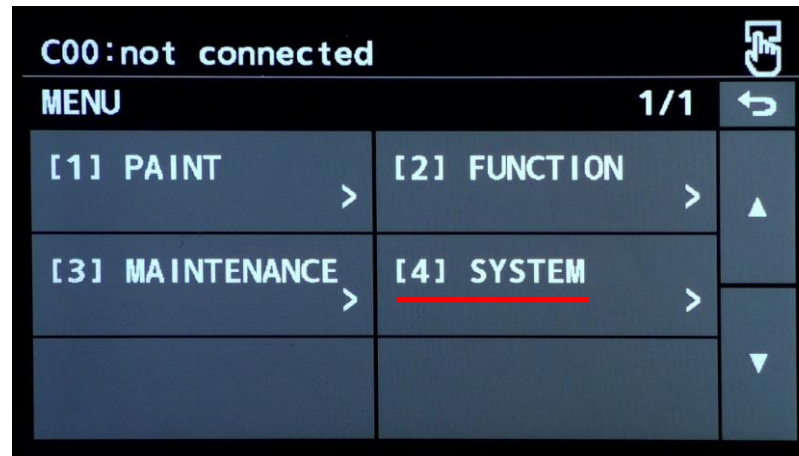 C00:not connected
MENU 1/1
[1] PAINT >
[2] FUNCTION >
[3] MAINTENANCE >
[4] SYSTEM >